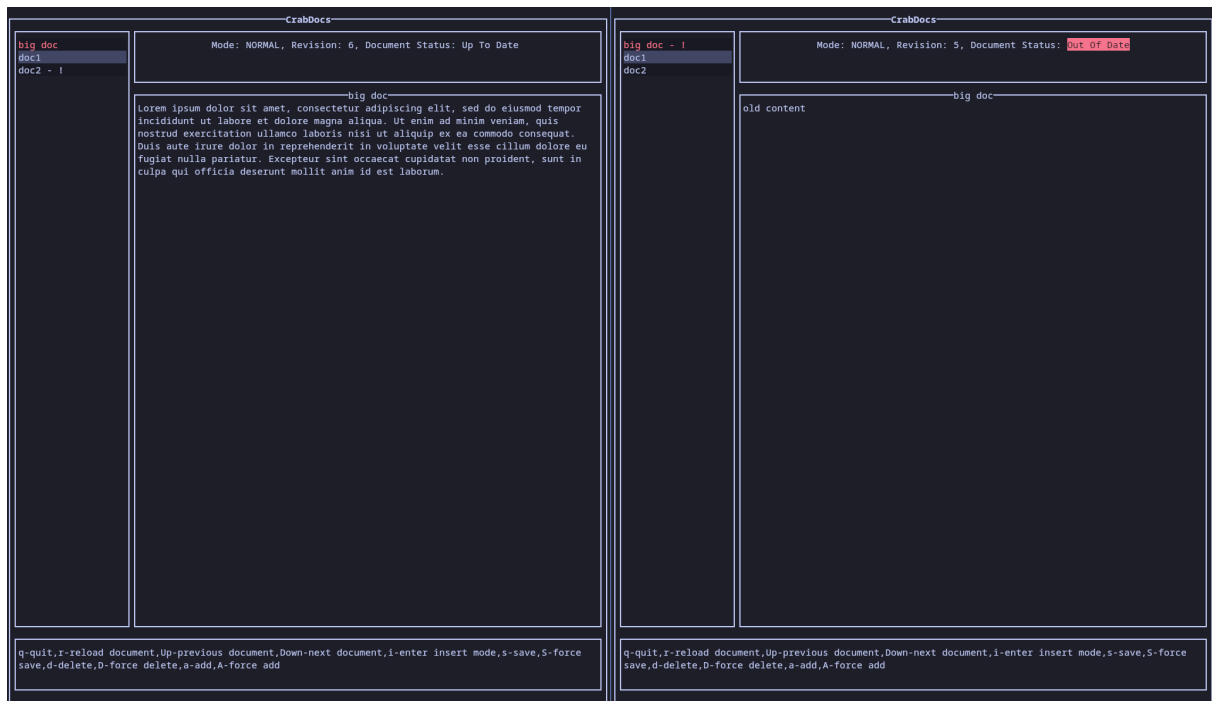 CrabDocs
big doc
doc1
doc2 - !
Mode: NORMAL, Revision: 6, Document Status: Up To Date
big doc
Lorem ipsum dolor sit amet, consectetur adipiscing elit, sed do eiusmod tempor
incididunt ut labore et dolore magna aliqua. Ut enim ad minim veniam, quis
nostrud exercitation ullamco laboris nisi ut aliquip ex ea commodo consequat.
Duis aute irure dolor in reprehenderit in voluptate velit esse cillum dolore eu
fugiat nulla pariatur. Excepteur sint occaecat cupidatat non proident, sunt in
culpa qui officia deserunt mollit anim id est laborum.
q-quit,r-reload document,Up-previous document,Down-next document,i-enter insert mode,s-save,S-force
save,d-delete,D-force delete,a-add,A-force add
CrabDocs
big doc - !
doc1
doc2
Mode: NORMAL, Revision: 5, Document Status: Out Of Date
big doc
old content
q-quit,r-reload document,Up-previous document,Down-next document,i-enter insert mode,s-save,S-force
save,d-delete,D-force delete,a-add,A-force add